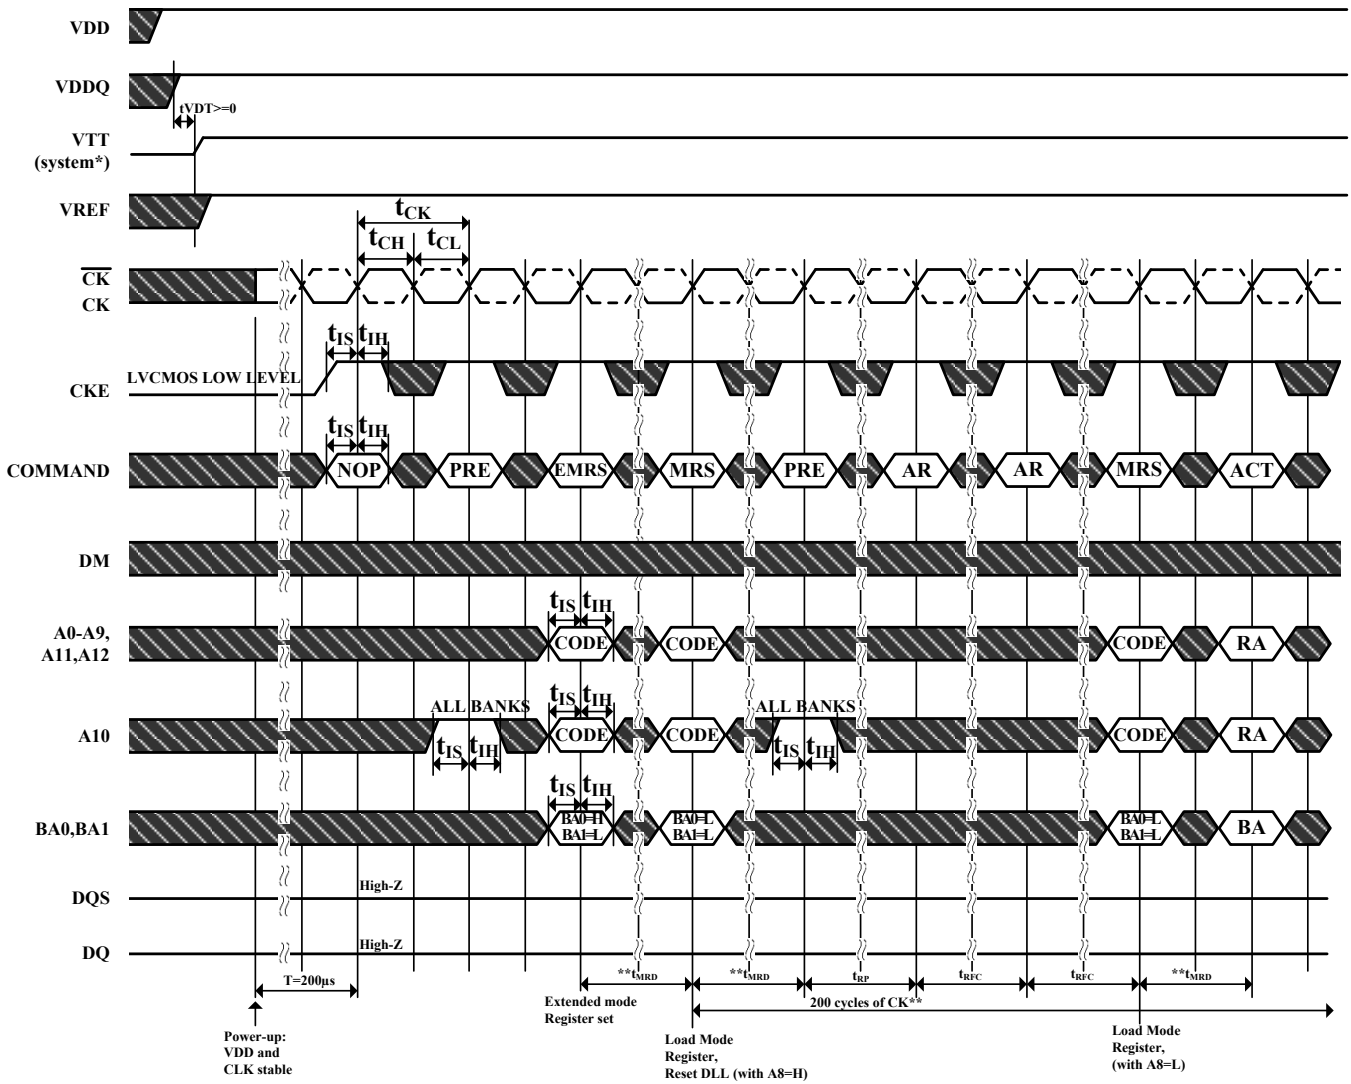 VDD
VDDQ
tVDT>=0
VTT
(system*)
VREF
tCK
tCH tCL
CK
CK
tIS tIH
LVCMOS LOW LEVEL
CKE
tIS tIH
COMMAND NOP PRE EMRS MRS PRE AR AR MRS ACT
DM
tIS tIH
A0-A9,
A11,A12
CODE CODE CODE RA
ALL BANKS tIS tIH ALL BANKS
A10 CODE CODE CODE RA
tIS tIH tIS tIH
tIS tIH
BA0,BA1
BA0=H BA0=L BA0=L
BA1=L BA1=L BA1=L
BA
High-Z
DQS
High-Z
DQ
T=200µs **tMRD **tMRD tRP tRFC tRFC **tMRD
Extended mode
Register set
200 cycles of CK**
Power-up:
VDD and
CLK stable
Load Mode
Register,
Reset DLL (with A8=H)
Load Mode
Register,
(with A8=L)